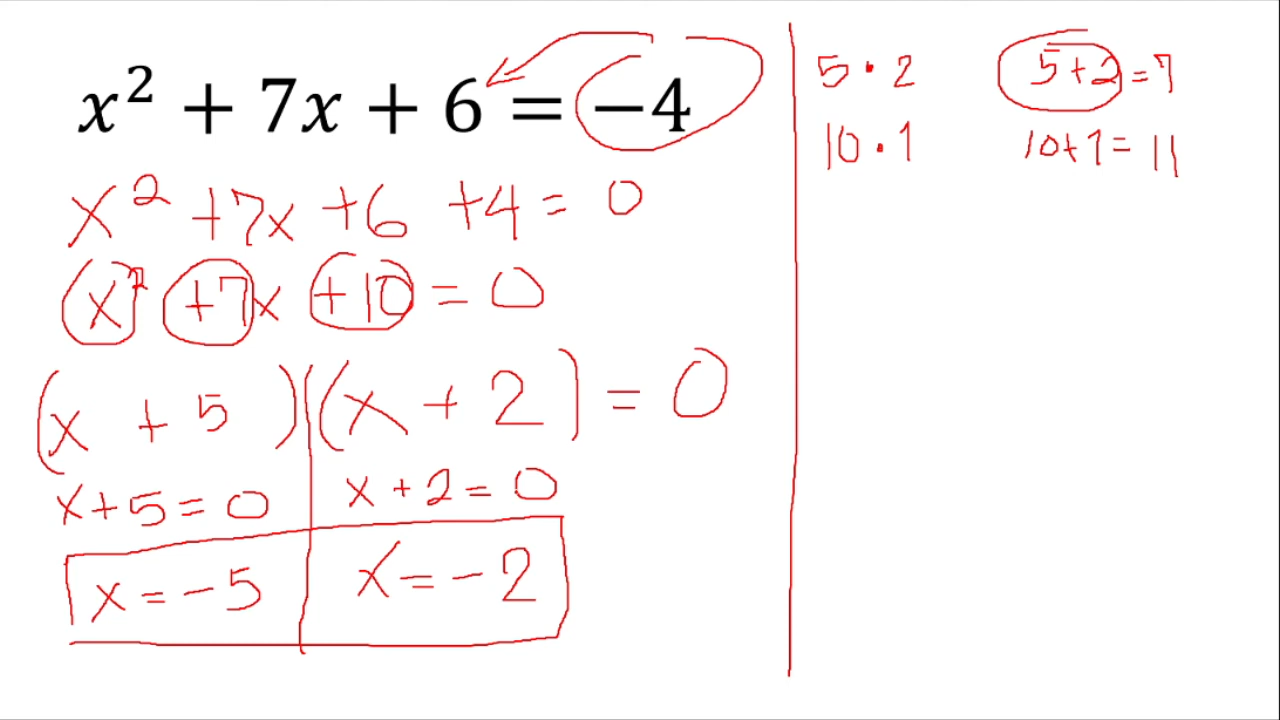 x² + 7x + 6 = −4
x² +7x +6 +4 = 0
x² +7x +10 = 0
(x + 5)(x + 2) = 0
x+5=0
x+2=0
x=-5
x=-2
5·2
5+2=7
10·1
10+1=11